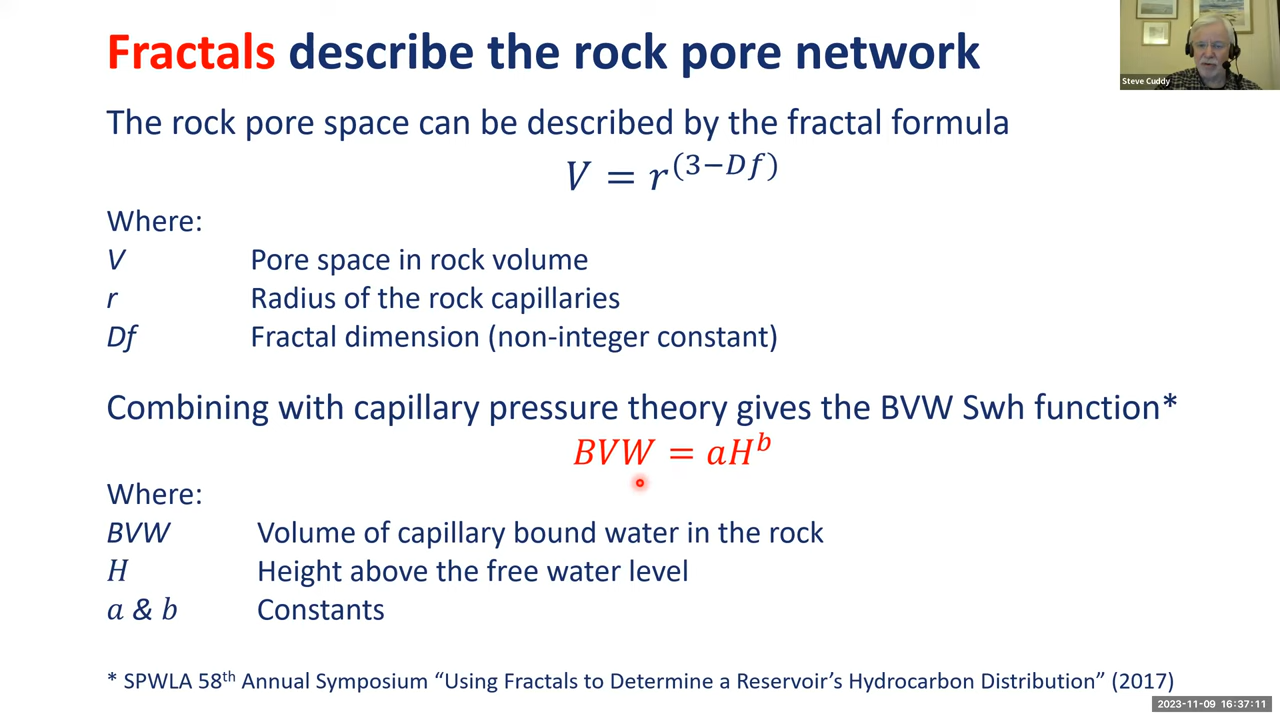 Fractals describe the rock pore network
Steve Cuddy
The rock pore space can be described by the fractal formula
V = r^(3−Df)
Where:
V Pore space in rock volume
r Radius of the rock capillaries
Df Fractal dimension (non-integer constant)
Combining with capillary pressure theory gives the BVW Swh function*
BVW = aH^b
Where:
BVW Volume of capillary bound water in the rock
H Height above the free water level
a & b Constants
* SPWLA 58th Annual Symposium “Using Fractals to Determine a Reservoir’s Hydrocarbon Distribution” (2017)
2023-11-09 16:37:11